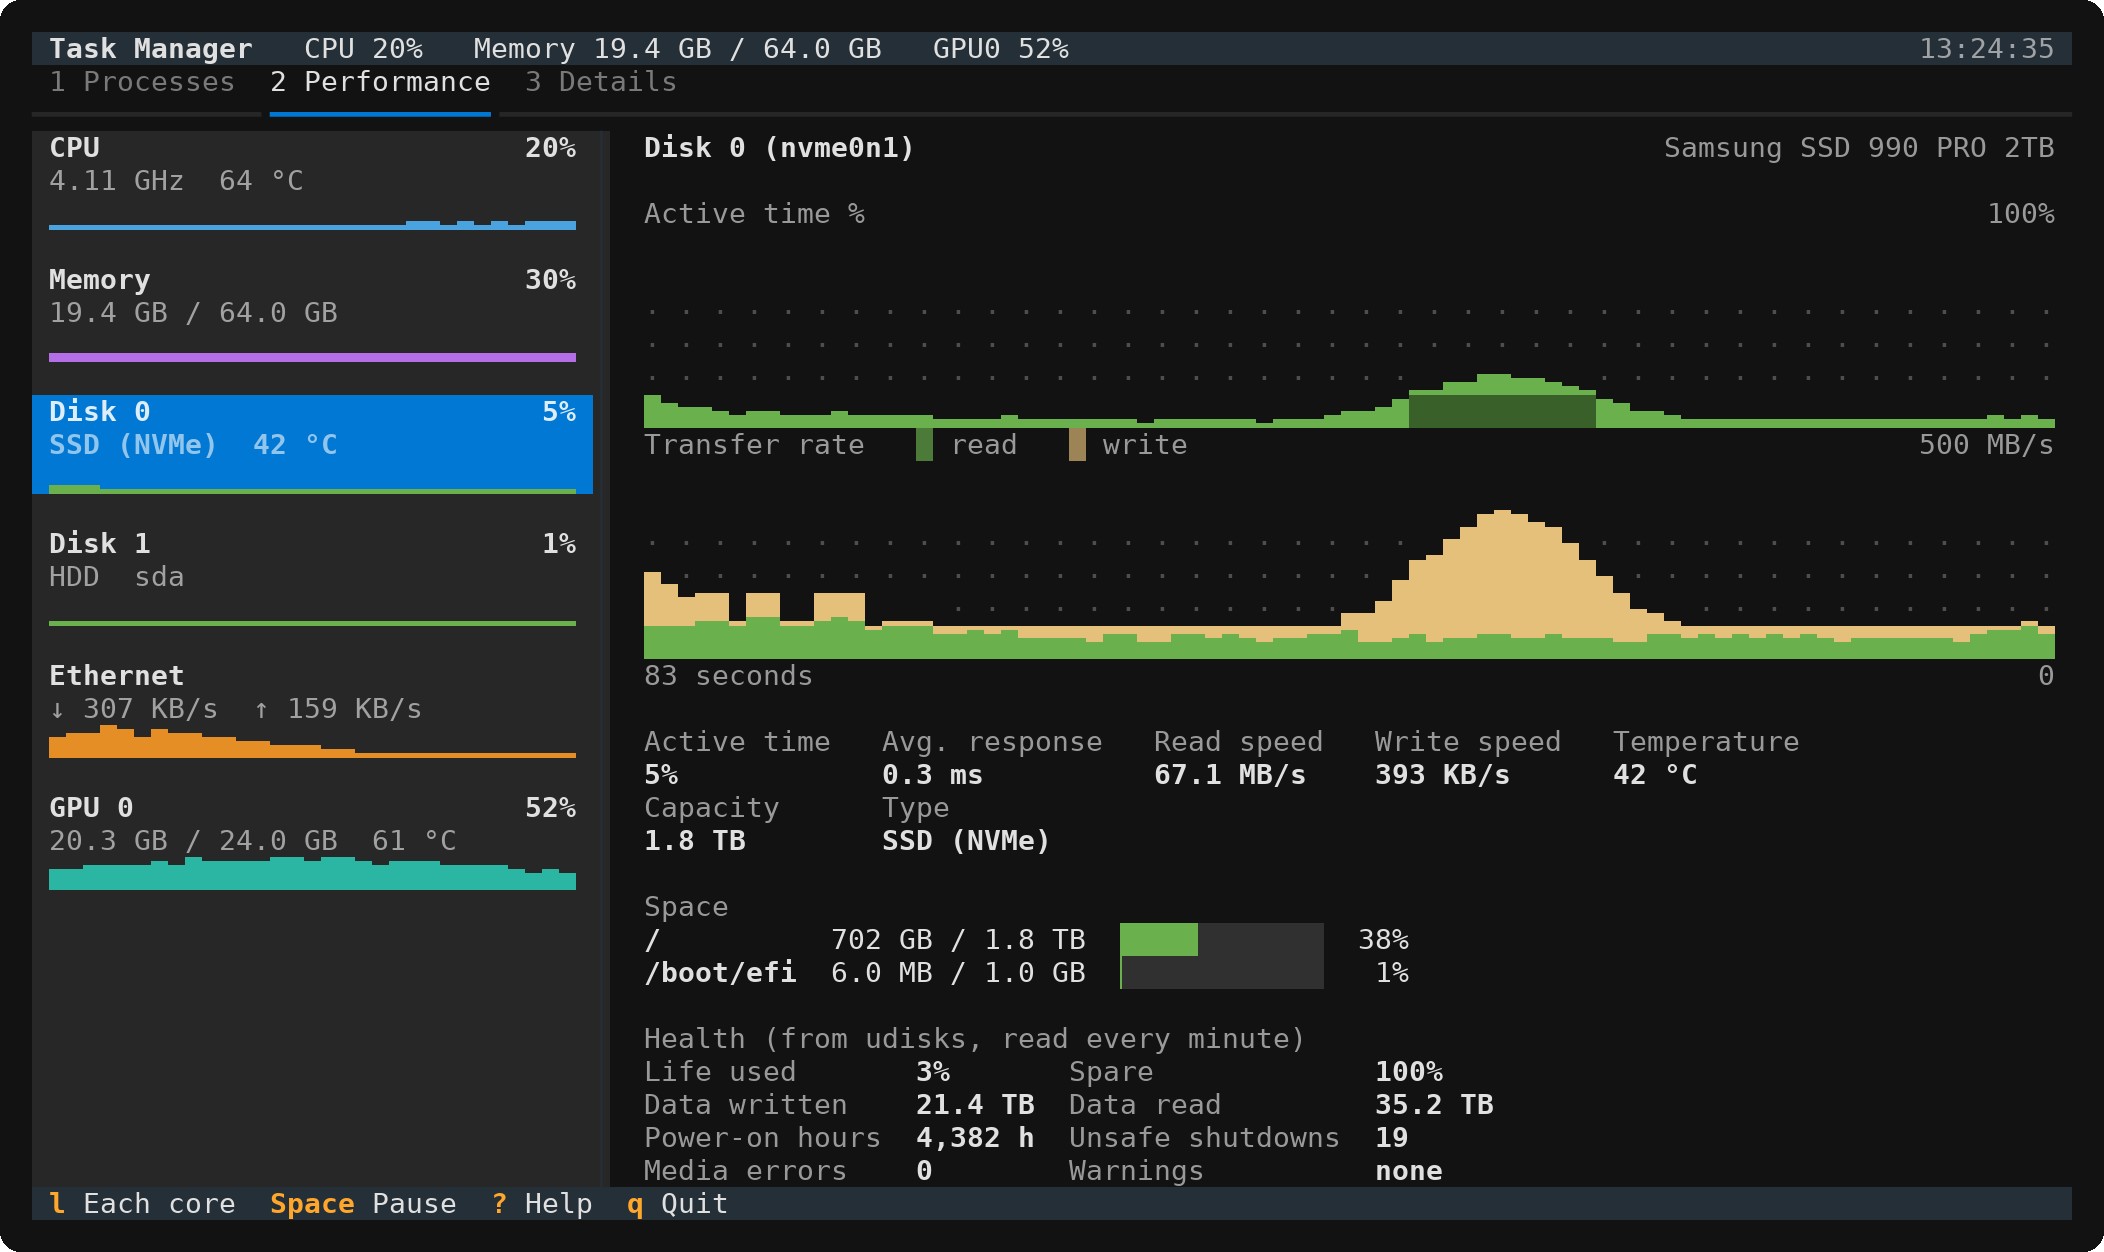 Task Manager   CPU 20%   Memory 19.4 GB / 64.0 GB   GPU0 52%   13:24:35
1 Processes  2 Performance  3 Details
CPU 20%
4.11 GHz  64 °C
Memory 30%
19.4 GB / 64.0 GB
Disk 0 5%
SSD (NVMe)  42 °C
Disk 1 1%
HDD  sda
Ethernet
↓ 307 KB/s  ↑ 159 KB/s
GPU 0 52%
20.3 GB / 24.0 GB  61 °C
Disk 0 (nvme0n1)   Samsung SSD 990 PRO 2TB
Active time %   100%
Transfer rate   read   write   500 MB/s
83 seconds   0
Active time   Avg. response   Read speed   Write speed   Temperature
5%   0.3 ms   67.1 MB/s   393 KB/s   42 °C
Capacity   Type
1.8 TB   SSD (NVMe)
Space
/   702 GB / 1.8 TB   38%
/boot/efi  6.0 MB / 1.0 GB   1%
Health (from udisks, read every minute)
Life used   3%   Spare   100%
Data written   21.4 TB   Data read   35.2 TB
Power-on hours   4,382 h   Unsafe shutdowns   19
Media errors   0   Warnings   none
l Each core  Space Pause  ? Help  q Quit